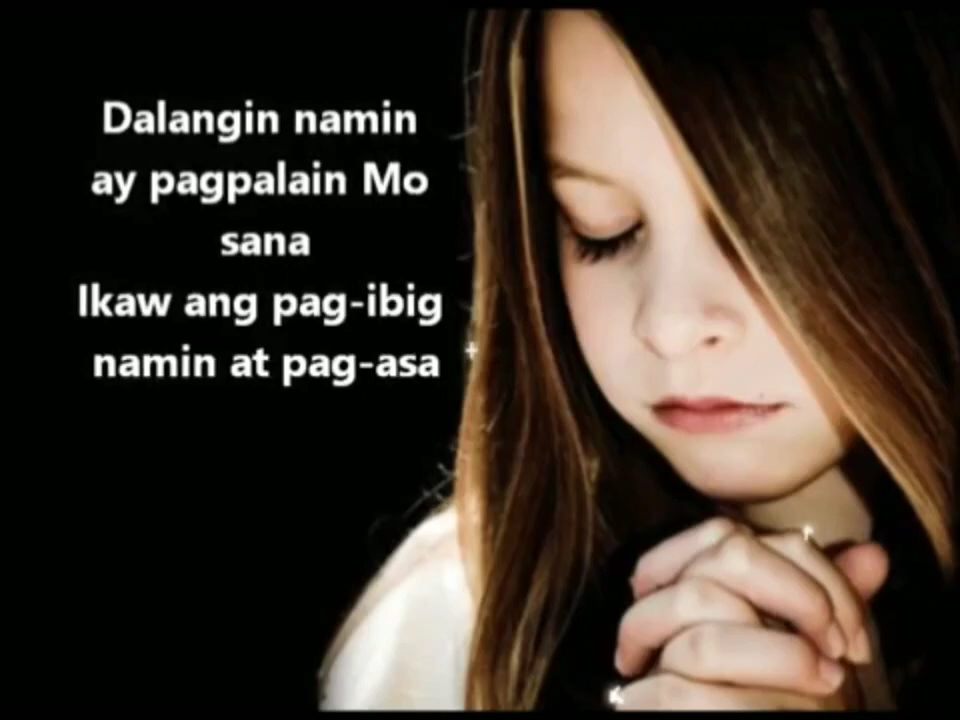 Dalangin namin
ay pagpalain Mo
sana
Ikaw ang pag-ibig
namin at pag-asa